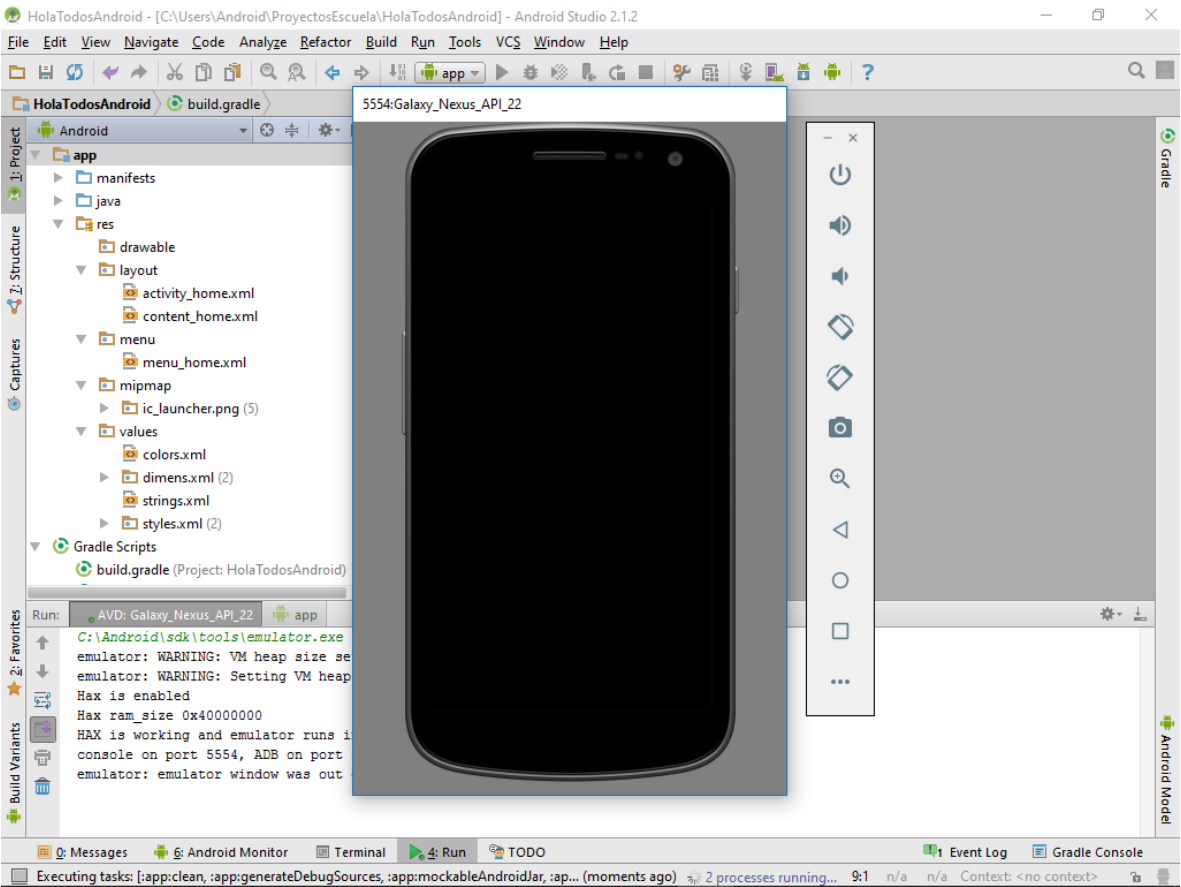 HolaTodosAndroid - [C:\Users\Android\ProyectosEscuela\HolaTodosAndroid] - Android Studio 2.1.2
File Edit View Navigate Code Analyze Refactor Build Run Tools VCS Window Help
app
HolaTodosAndroid build.gradle
5554:Galaxy_Nexus_API_22
1: Project
7: Structure
Captures
2: Favorites
Build Variants
Android
app
manifests
java
res
drawable
layout
activity_home.xml
content_home.xml
menu
menu_home.xml
mipmap
ic_launcher.png (5)
values
colors.xml
dimens.xml (2)
strings.xml
styles.xml (2)
Gradle Scripts
build.gradle (Project: HolaTodosAndroid)
Gradle
Android Model
Run: AVD: Galaxy_Nexus_API_22 app
C:\Android\sdk\tools\emulator.exe
emulator: WARNING: VM heap size se
emulator: WARNING: Setting VM heap
Hax is enabled
Hax ram_size 0x40000000
HAX is working and emulator runs i
console on port 5554, ADB on port
emulator: emulator window was out
0: Messages 6: Android Monitor Terminal 4: Run TODO 1 Event Log Gradle Console
Executing tasks: [:app:clean, :app:generateDebugSources, :app:mockableAndroidJar, :ap... (moments ago) 2 processes running... 9:1 n/a n/a Context: <no context>